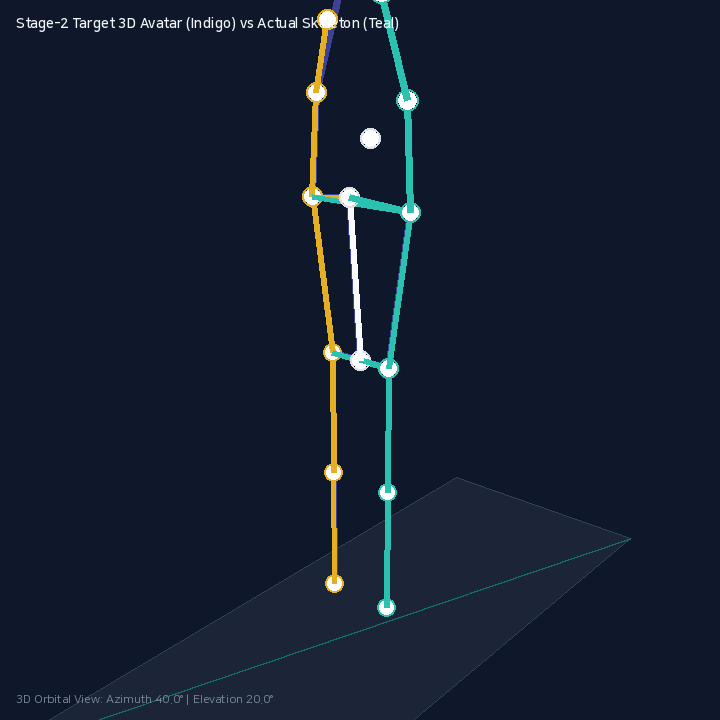 Stage-2 Target 3D Avatar (Indigo) vs Actual Skeleton (Teal)
3D Orbital View: Azimuth 40.0° | Elevation 20.0°